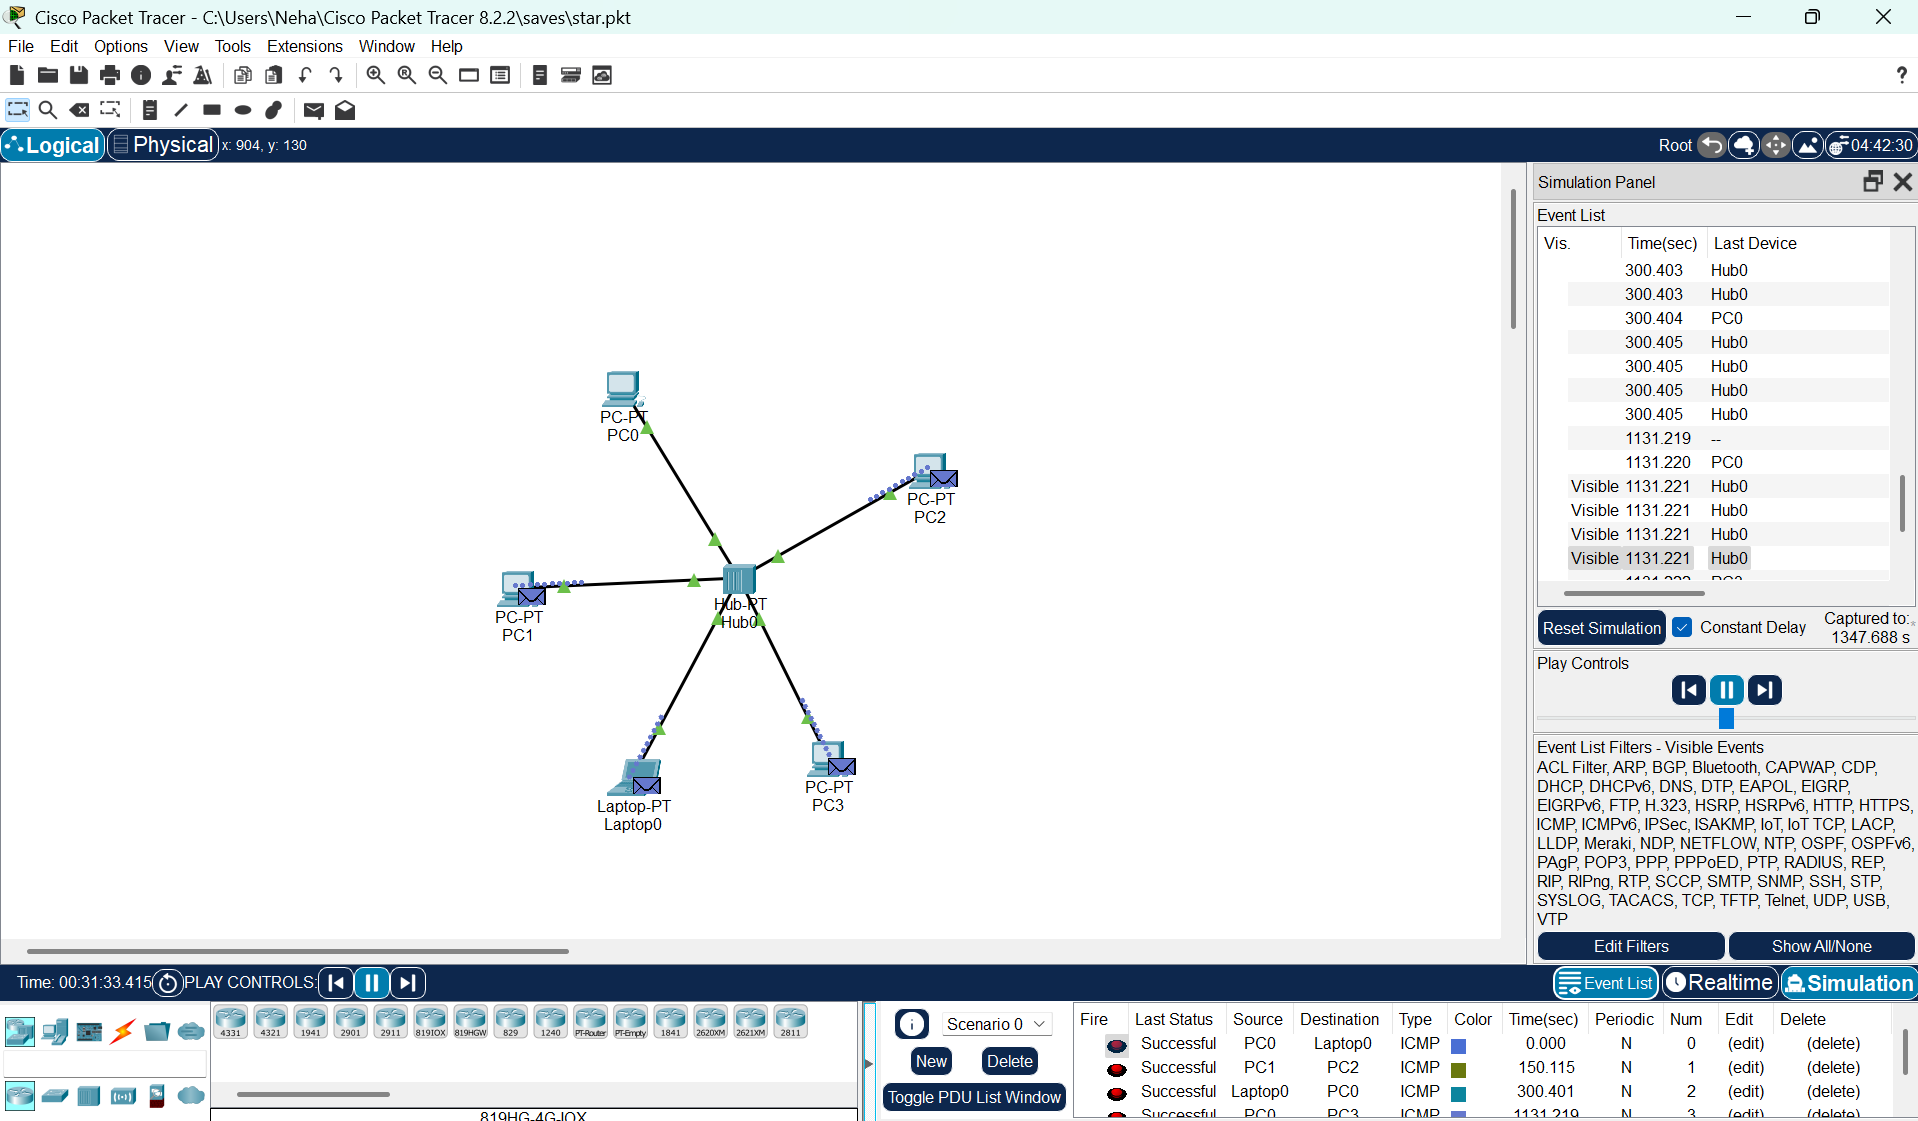 Cisco Packet Tracer - C:\Users\Neha\Cisco Packet Tracer 8.2.2\saves\star.pkt
File Edit Options View Tools Extensions Window Help
?
Logical Physical x: 904, y: 130 Root 04:42:30
Simulation Panel
Event List
Vis. Time(sec) Last Device
300.403 Hub0
300.403 Hub0
300.404 PC0
300.405 Hub0
300.405 Hub0
300.405 Hub0
300.405 Hub0
1131.219 --
1131.220 PC0
Visible 1131.221 Hub0
Visible 1131.221 Hub0
Visible 1131.221 Hub0
Visible 1131.221 Hub0
PC-PT
PC0
PC-PT
PC2
PC-PT
PC1
Hub-PT
Hub0
Laptop-PT
Laptop0
PC-PT
PC3
Reset Simulation Constant Delay Captured to:
1347.688 s
Play Controls
Event List Filters - Visible Events
ACL Filter, ARP, BGP, Bluetooth, CAPWAP, CDP,
DHCP, DHCPv6, DNS, DTP, EAPOL, EIGRP,
EIGRPv6, FTP, H.323, HSRP, HSRPv6, HTTP, HTTPS,
ICMP, ICMPv6, IPSec, ISAKMP, IoT, IoT TCP, LACP,
LLDP, Meraki, NDP, NETFLOW, NTP, OSPF, OSPFv6,
PAgP, POP3, PPP, PPPoED, PTP, RADIUS, REP,
RIP, RIPng, RTP, SCCP, SMTP, SNMP, SSH, STP,
SYSLOG, TACACS, TCP, TFTP, Telnet, UDP, USB,
VTP
Edit Filters Show All/None
Time: 00:31:33.415 PLAY CONTROLS: Event List Realtime Simulation
4331 4321 1941 2901 2911 819IOX 819HGW 829 1240 PT-Router PT-Empty 1841 2620XM 2621XM 2811
819HG-4G-IOX
Scenario 0
New Delete
Toggle PDU List Window
Fire Last Status Source Destination Type Color Time(sec) Periodic Num Edit Delete
Successful PC0 Laptop0 ICMP 0.000 N 0 (edit) (delete)
Successful PC1 PC2 ICMP 150.115 N 1 (edit) (delete)
Successful Laptop0 PC0 ICMP 300.401 N 2 (edit) (delete)
Successful PC0 PC3 ICMP 1131.219 N 3 (edit) (delete)